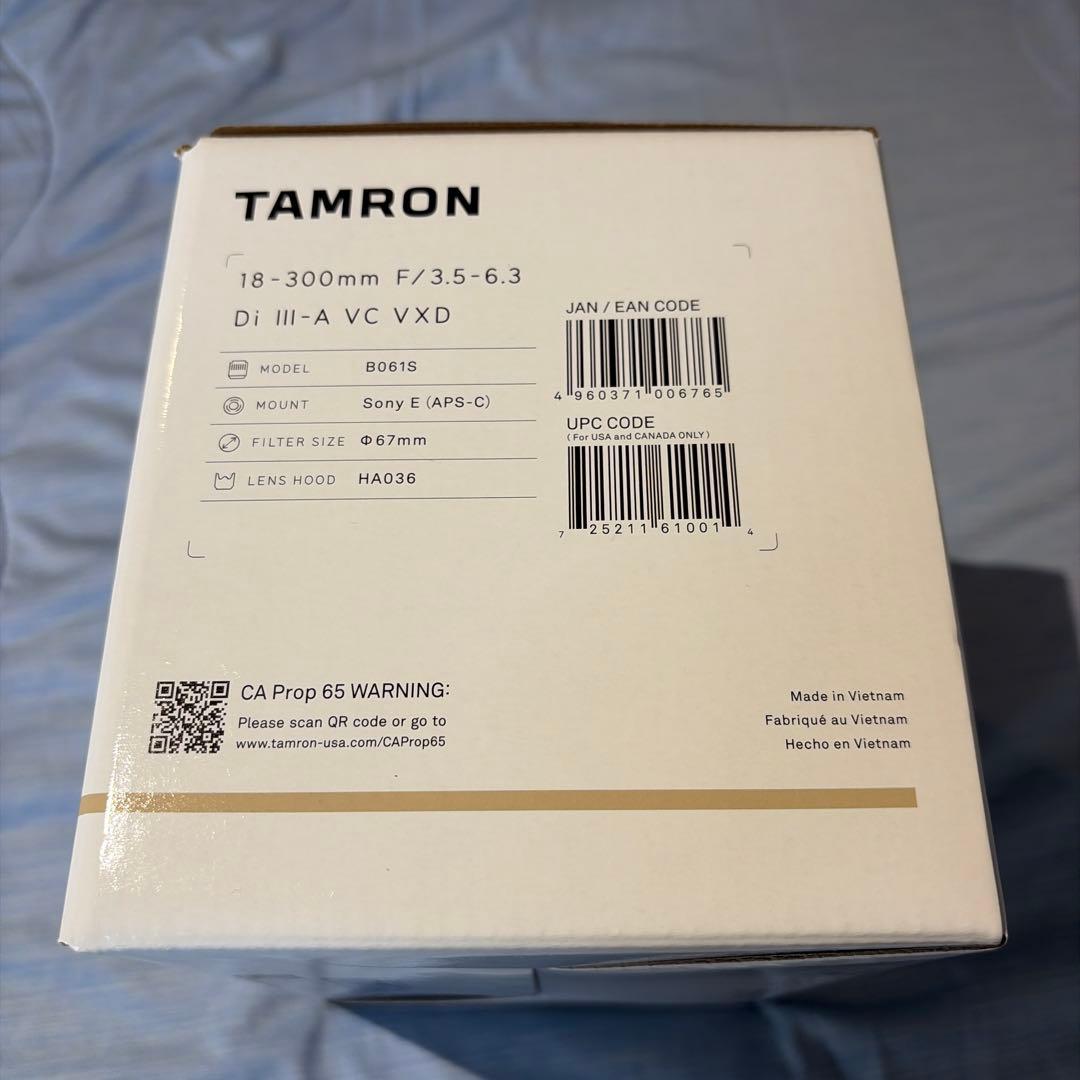 TAMRON
18-300mm F/3.5-6.3
Di III-A VC VXD
MODEL B061S
MOUNT Sony E (APS-C)
FILTER SIZE Φ67mm
LENS HOOD HA036
JAN / EAN CODE
4 960371 006765
UPC CODE
(For USA and CANADA ONLY)
7 25211 61001 4
CA Prop 65 WARNING:
Please scan QR code or go to
www.tamron-usa.com/CAProp65
Made in Vietnam
Fabriqué au Vietnam
Hecho en Vietnam